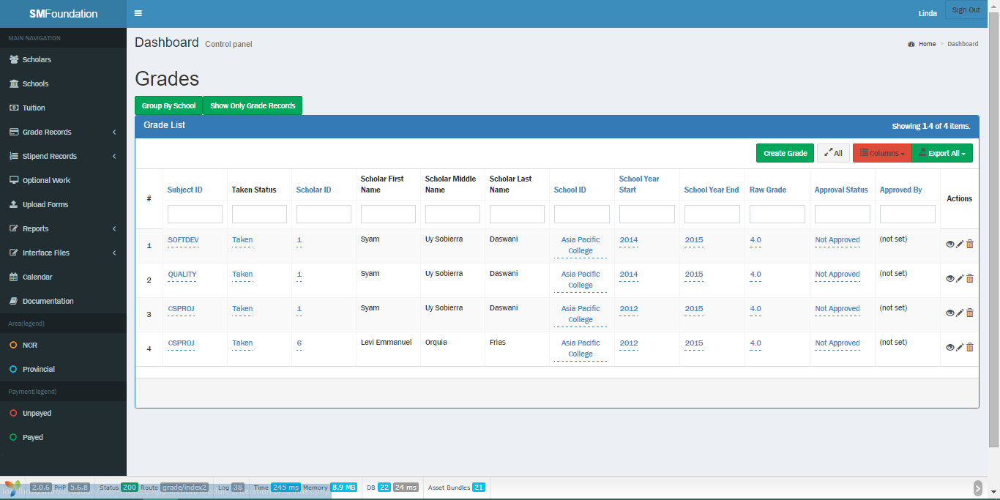 SMFoundation
Linda
Sign Out
MAIN NAVIGATION
Scholars
Schools
Tuition
Grade Records
Stipend Records
Optional Work
Upload Forms
Reports
Interface Files
Calendar
Documentation
Area(legend)
NCR
Provincial
Payment(legend)
Unpayed
Payed
Dashboard Control panel
Home > Dashboard
Grades
Group By School Show Only Grade Records
Grade List Showing 1-4 of 4 items.
Create Grade All Columns Export All
# Subject ID Taken Status Scholar ID Scholar First Name Scholar Middle Name Scholar Last Name School ID School Year Start School Year End Raw Grade Approval Status Approved By Actions
1 SOFTDEV Taken 1 Syam Uy Sobierra Daswani Asia Pacific College 2014 2015 4.0 Not Approved (not set)
2 QUALITY Taken 1 Syam Uy Sobierra Daswani Asia Pacific College 2014 2015 4.0 Not Approved (not set)
3 CSPROJ Taken 1 Syam Uy Sobierra Daswani Asia Pacific College 2012 2015 4.0 Not Approved (not set)
4 CSPROJ Taken 6 Levi Emmanuel Orquia Frias Asia Pacific College 2012 2015 4.0 Not Approved (not set)
2.0.6 PHP 5.6.8 Status 200 Route grade/index2 Log 38 Time 245 ms Memory 8.9 MB DB 22 24 ms Asset Bundles 21